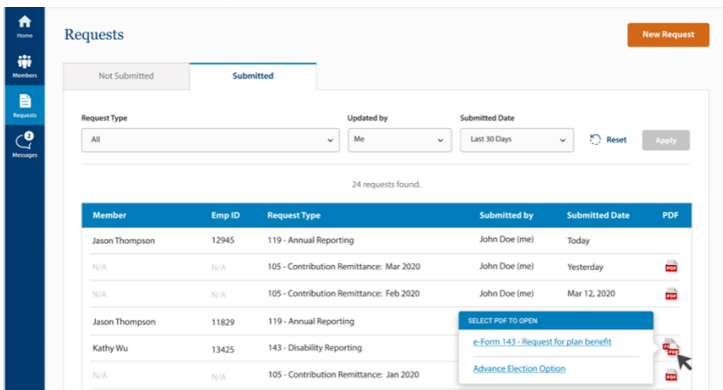 Home
Members
Requests
2
Messages
Requests
New Request
Not Submitted
Submitted
Request Type
Updated by
Submitted Date
All
Me
Last 30 Days
Reset
Apply
24 requests found.
Member Emp ID Request Type Submitted by Submitted Date PDF
Jason Thompson 12945 119 - Annual Reporting John Doe (me) Today
N/A N/A 105 - Contribution Remittance: Mar 2020 John Doe (me) Yesterday PDF
N/A N/A 105 - Contribution Remittance: Feb 2020 John Doe (me) Mar 12, 2020 PDF
Jason Thompson 11829 119 - Annual Reporting
SELECT PDF TO OPEN
Kathy Wu 13425 143 - Disability Reporting
e-Form 143 - Request for plan benefit
PDF
Advance Election Option
N/A N/A 105 - Contribution Remittance: Jan 2020 PDF